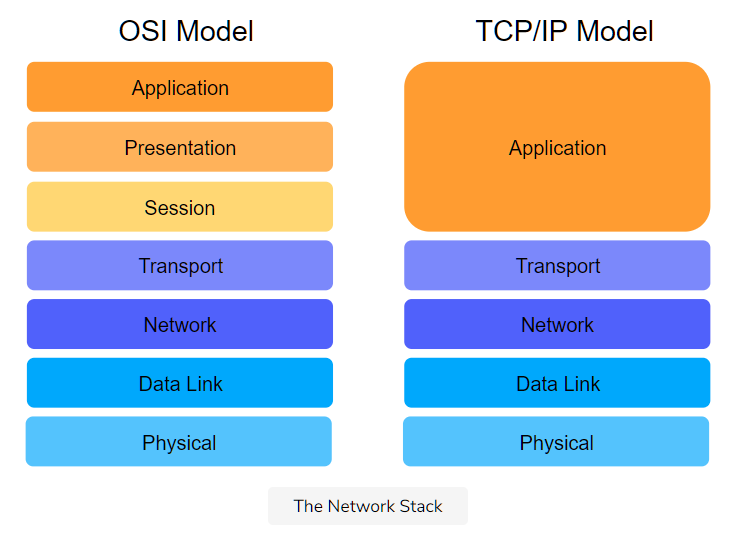 OSI Model
Application
Presentation
Session
Transport
Network
Data Link
Physical
TCP/IP Model
Application
Transport
Network
Data Link
Physical
The Network Stack